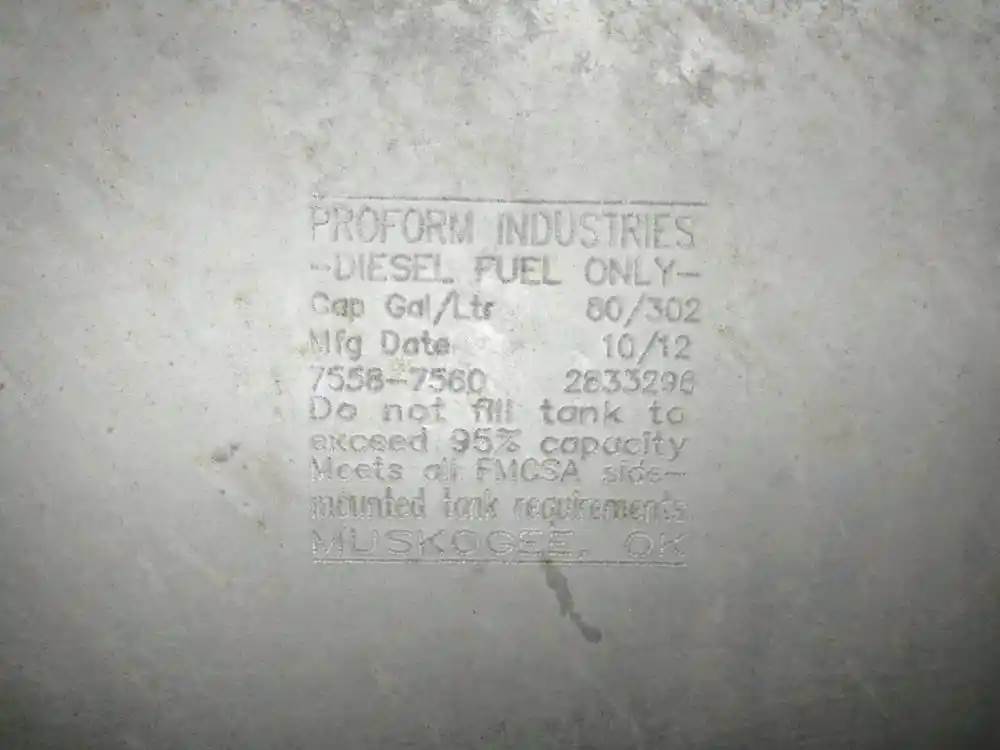 PROFORM INDUSTRIES
-DIESEL FUEL ONLY-
Cap Gal/Ltr 80/302
Mfg Date 10/12
7558-7560 2833296
Do not fill tank to
exceed 95% capacity
Meets all FMCSA side-
mounted tank requirements
MUSKOGEE, OK